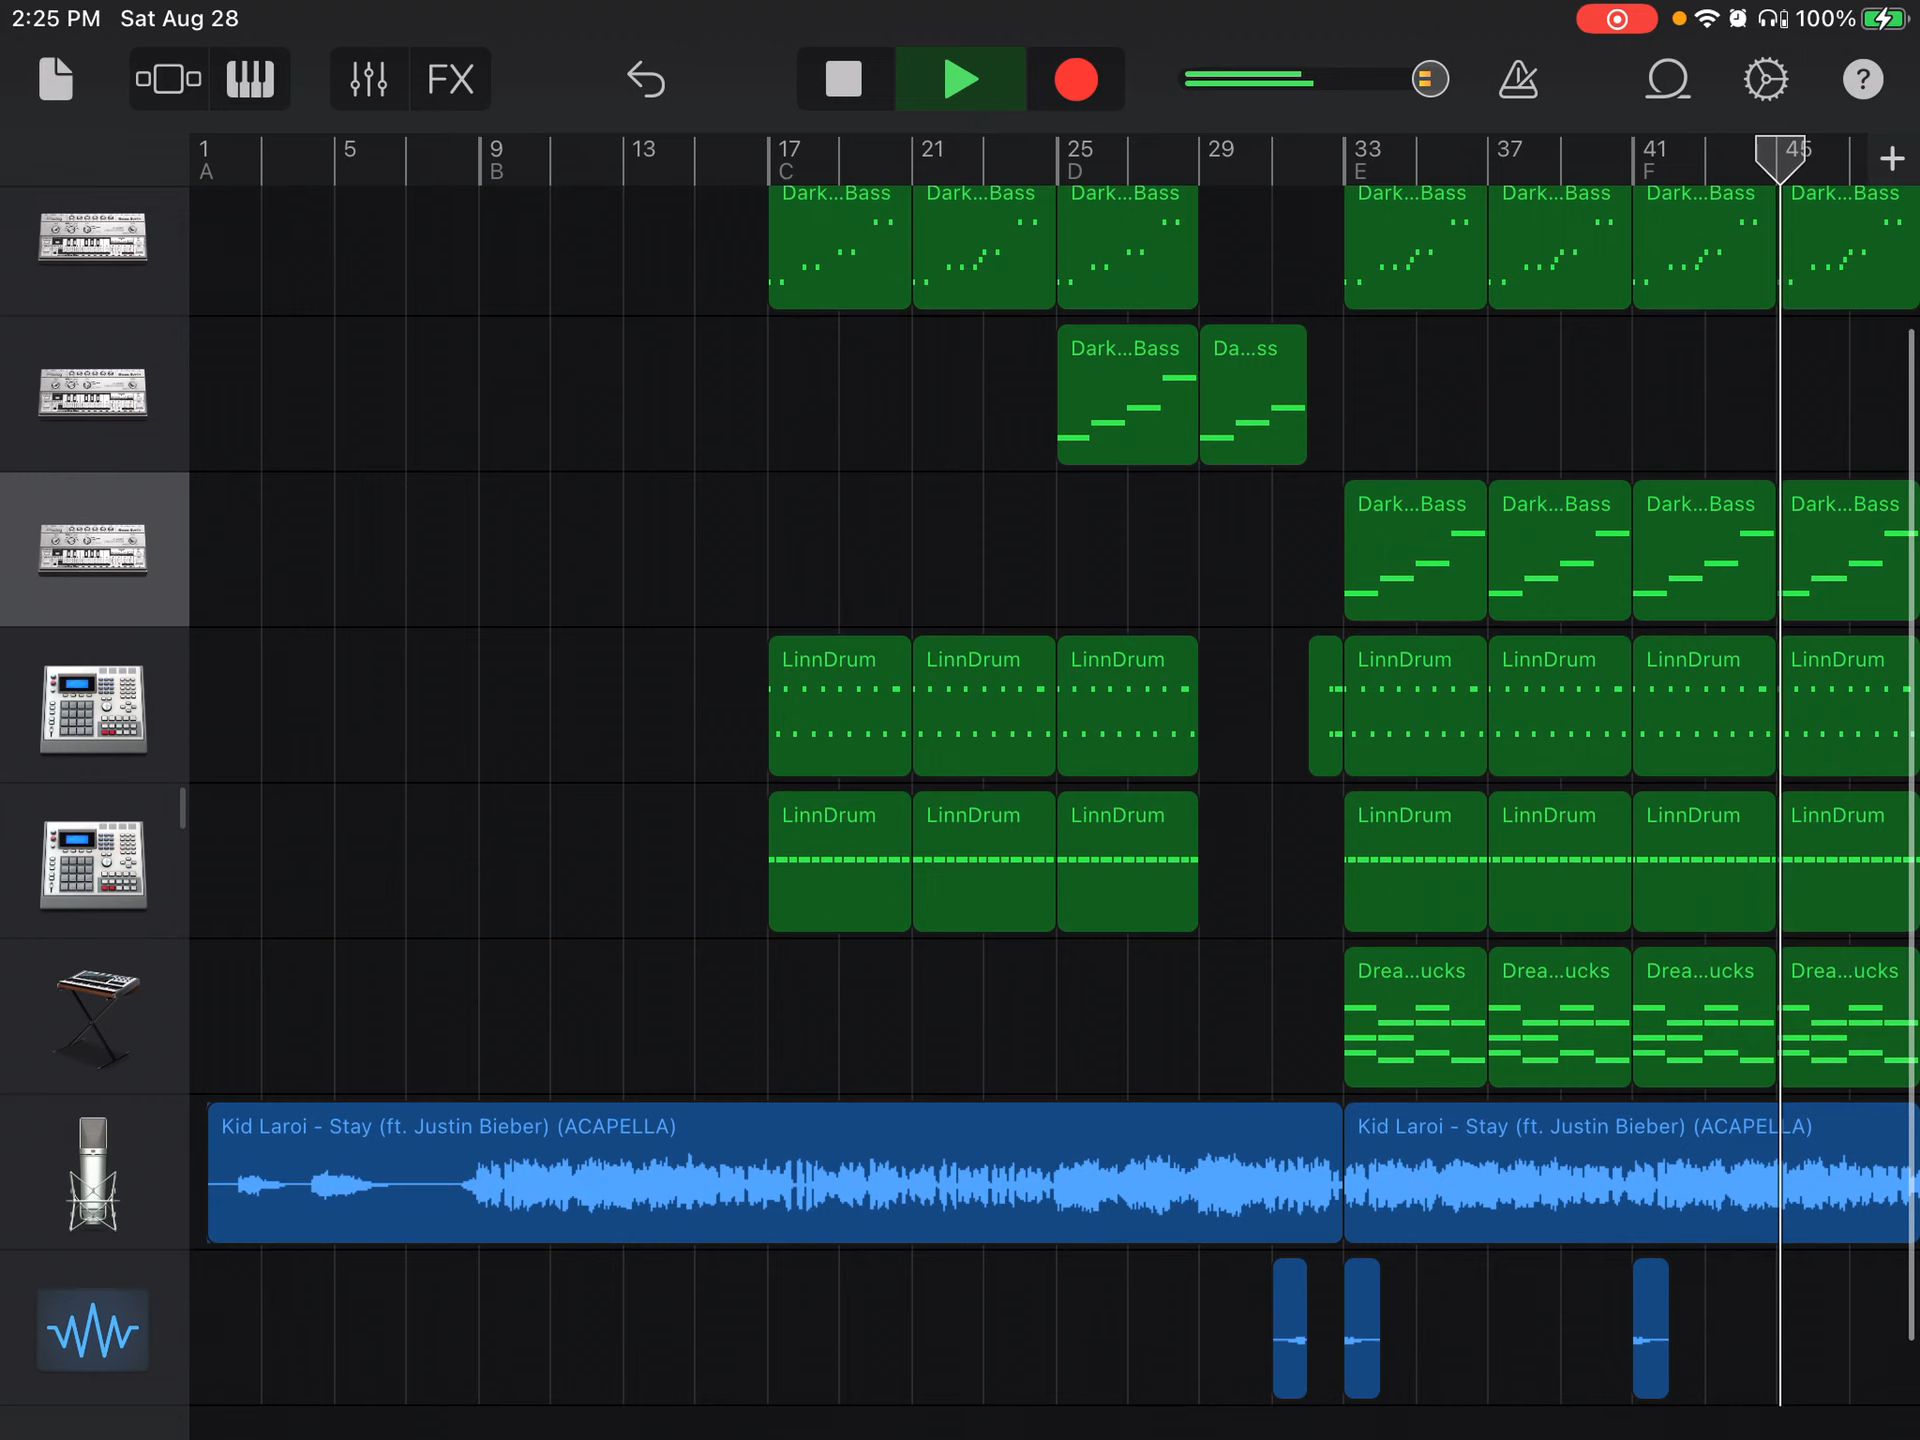 2:25 PM Sat Aug 28 100%
FX ?
1 5 9 13 17 21 25 29 33 37 41 45 +
A B C D E F
Dark...Bass Dark...Bass Dark...Bass Dark...Bass Dark...Bass Dark...Bass Dark...Bass
Dark...Bass Da...ss
Dark...Bass Dark...Bass Dark...Bass Dark...Bass
LinnDrum LinnDrum LinnDrum LinnDrum LinnDrum LinnDrum LinnDrum
LinnDrum LinnDrum LinnDrum LinnDrum LinnDrum LinnDrum LinnDrum
Drea...ucks Drea...ucks Drea...ucks Drea...ucks
Kid Laroi - Stay (ft. Justin Bieber) (ACAPELLA) Kid Laroi - Stay (ft. Justin Bieber) (ACAPELLA)